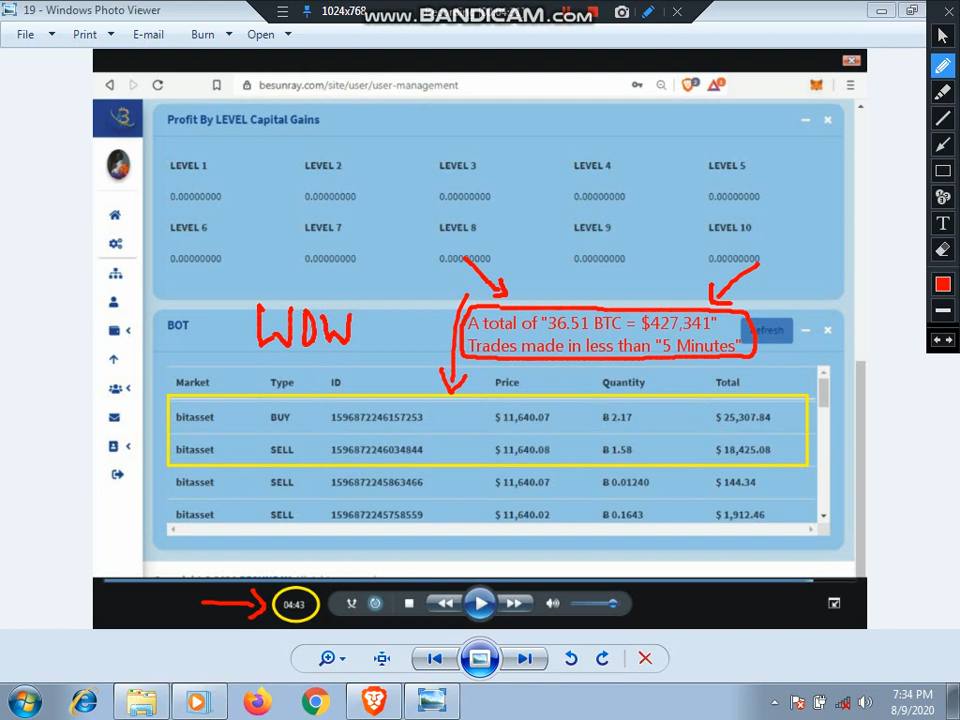 19 - Windows Photo Viewer
1024x768
www.BANDICAM.com
File Print E-mail Burn Open
besunray.com/site/user/user-management
Profit By LEVEL Capital Gains
LEVEL 1 LEVEL 2 LEVEL 3 LEVEL 4 LEVEL 5
0.00000000 0.00000000 0.00000000 0.00000000 0.00000000
LEVEL 6 LEVEL 7 LEVEL 8 LEVEL 9 LEVEL 10
0.00000000 0.00000000 0.00000000 0.00000000 0.00000000
BOT
WOW
A total of "36.51 BTC = $427,341"
Trades made in less than "5 Minutes"
Refresh
Market Type ID Price Quantity Total
bitasset BUY 1596872246157253 $ 11,640.07 Ƀ 2.17 $ 25,307.84
bitasset SELL 1596872246034844 $ 11,640.08 Ƀ 1.58 $ 18,425.08
bitasset SELL 1596872245863466 $ 11,640.07 Ƀ 0.01240 $ 144.34
bitasset SELL 1596872245758559 $ 11,640.02 Ƀ 0.1643 $ 1,912.46
04:43
7:34 PM
8/9/2020